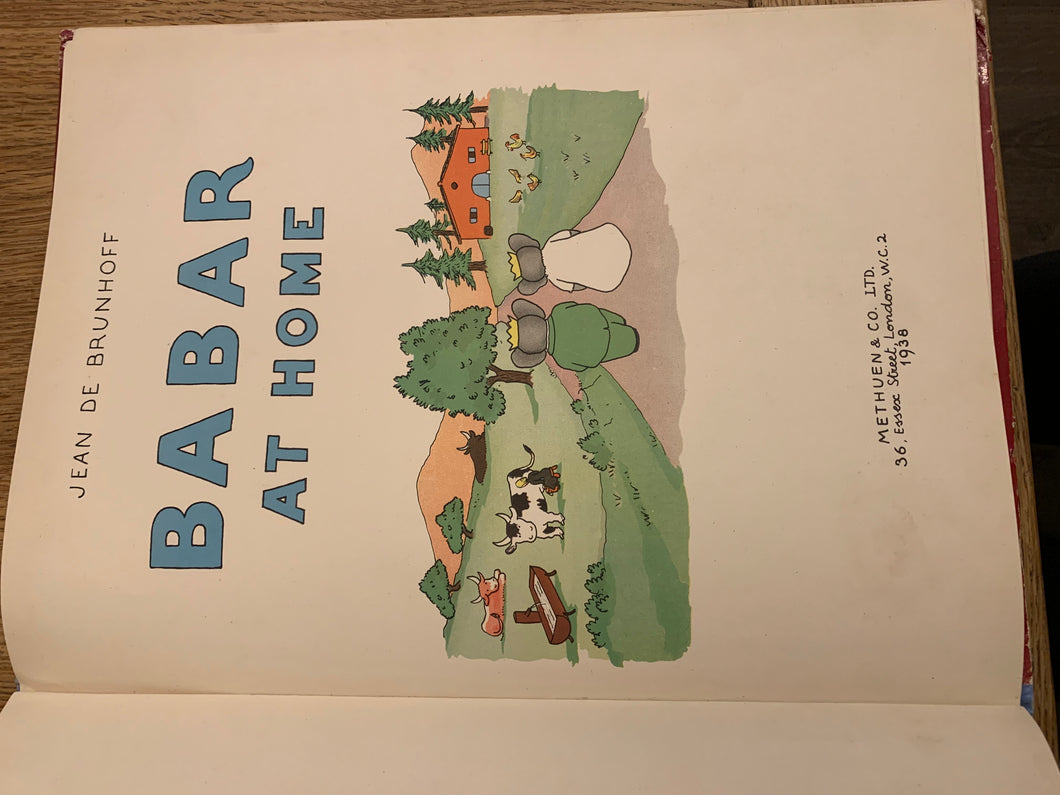 JEAN DE BRUNHOFF
BABAR
AT HOME
METHUEN & CO. LTD.
36, Essex Street, London, W.C.2
1938